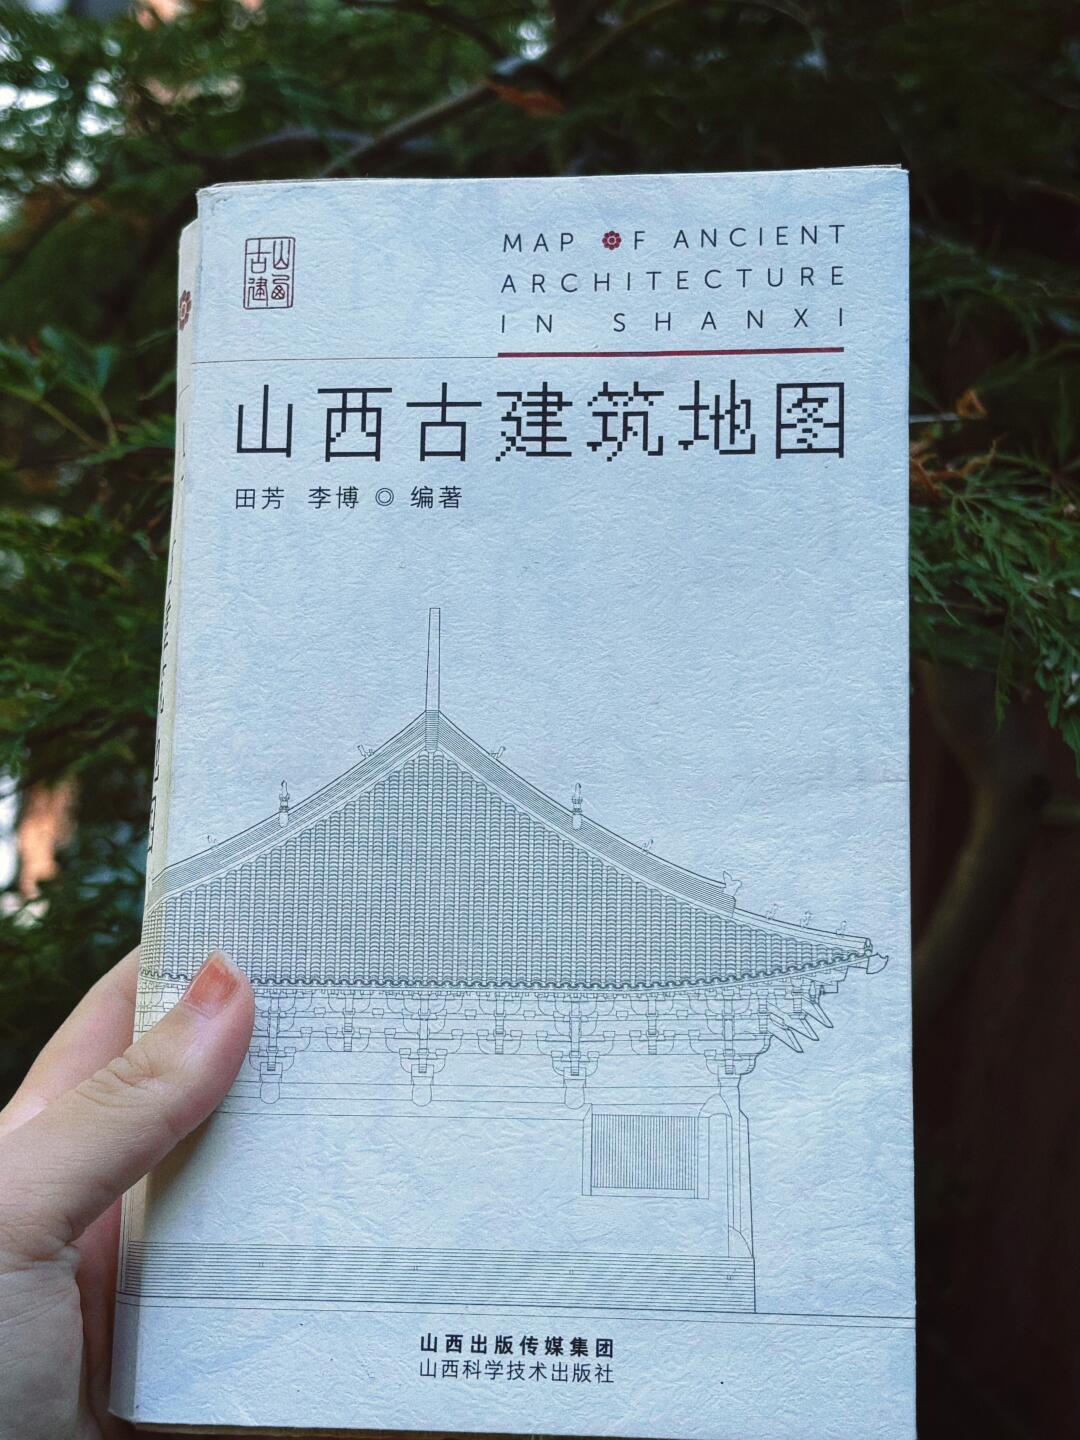 山西
古建
MAP OF ANCIENT
ARCHITECTURE
IN SHANXI
山西古建筑地图
田芳 李博 ◎ 编著
山西出版传媒集团
山西科学技术出版社